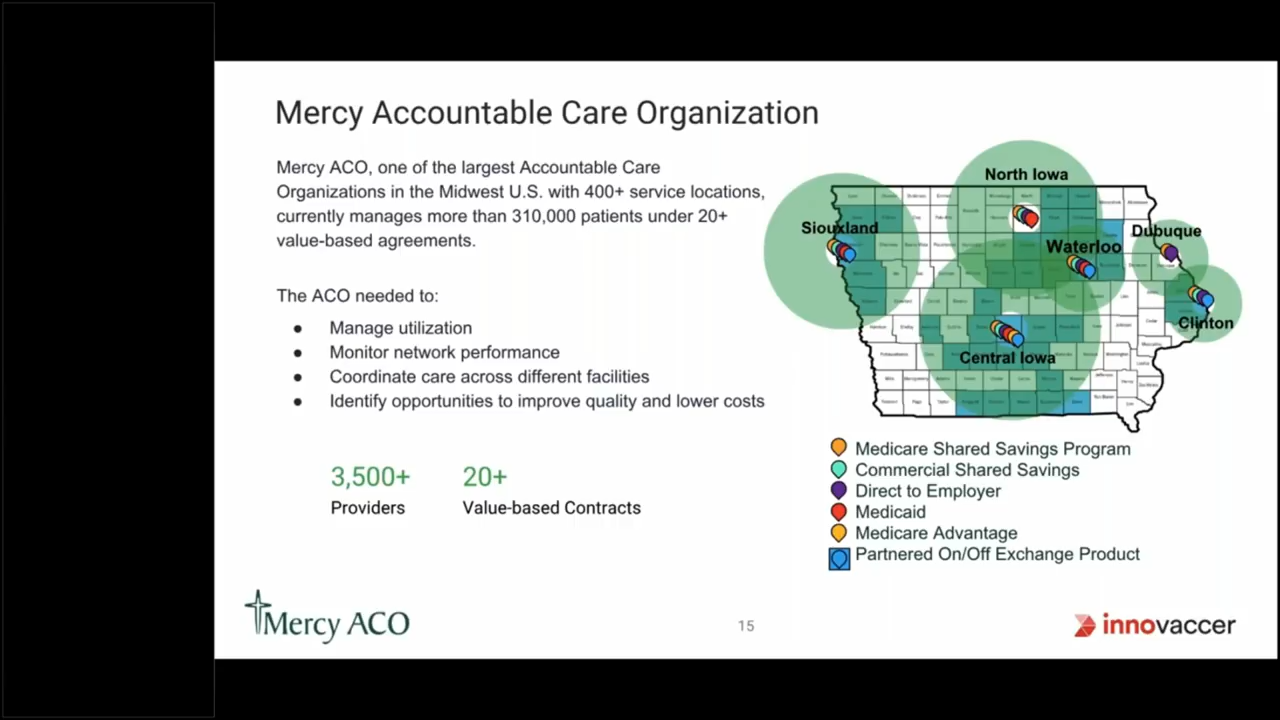 Mercy Accountable Care Organization
Mercy ACO, one of the largest Accountable Care
Organizations in the Midwest U.S. with 400+ service locations,
currently manages more than 310,000 patients under 20+
value-based agreements.
The ACO needed to:
● Manage utilization
● Monitor network performance
● Coordinate care across different facilities
● Identify opportunities to improve quality and lower costs
3,500+
Providers
20+
Value-based Contracts
North Iowa
Siouxland
Dubuque
Waterloo
Clinton
Central Iowa
Medicare Shared Savings Program
Commercial Shared Savings
Direct to Employer
Medicaid
Medicare Advantage
Partnered On/Off Exchange Product
Mercy ACO
15
innovaccer